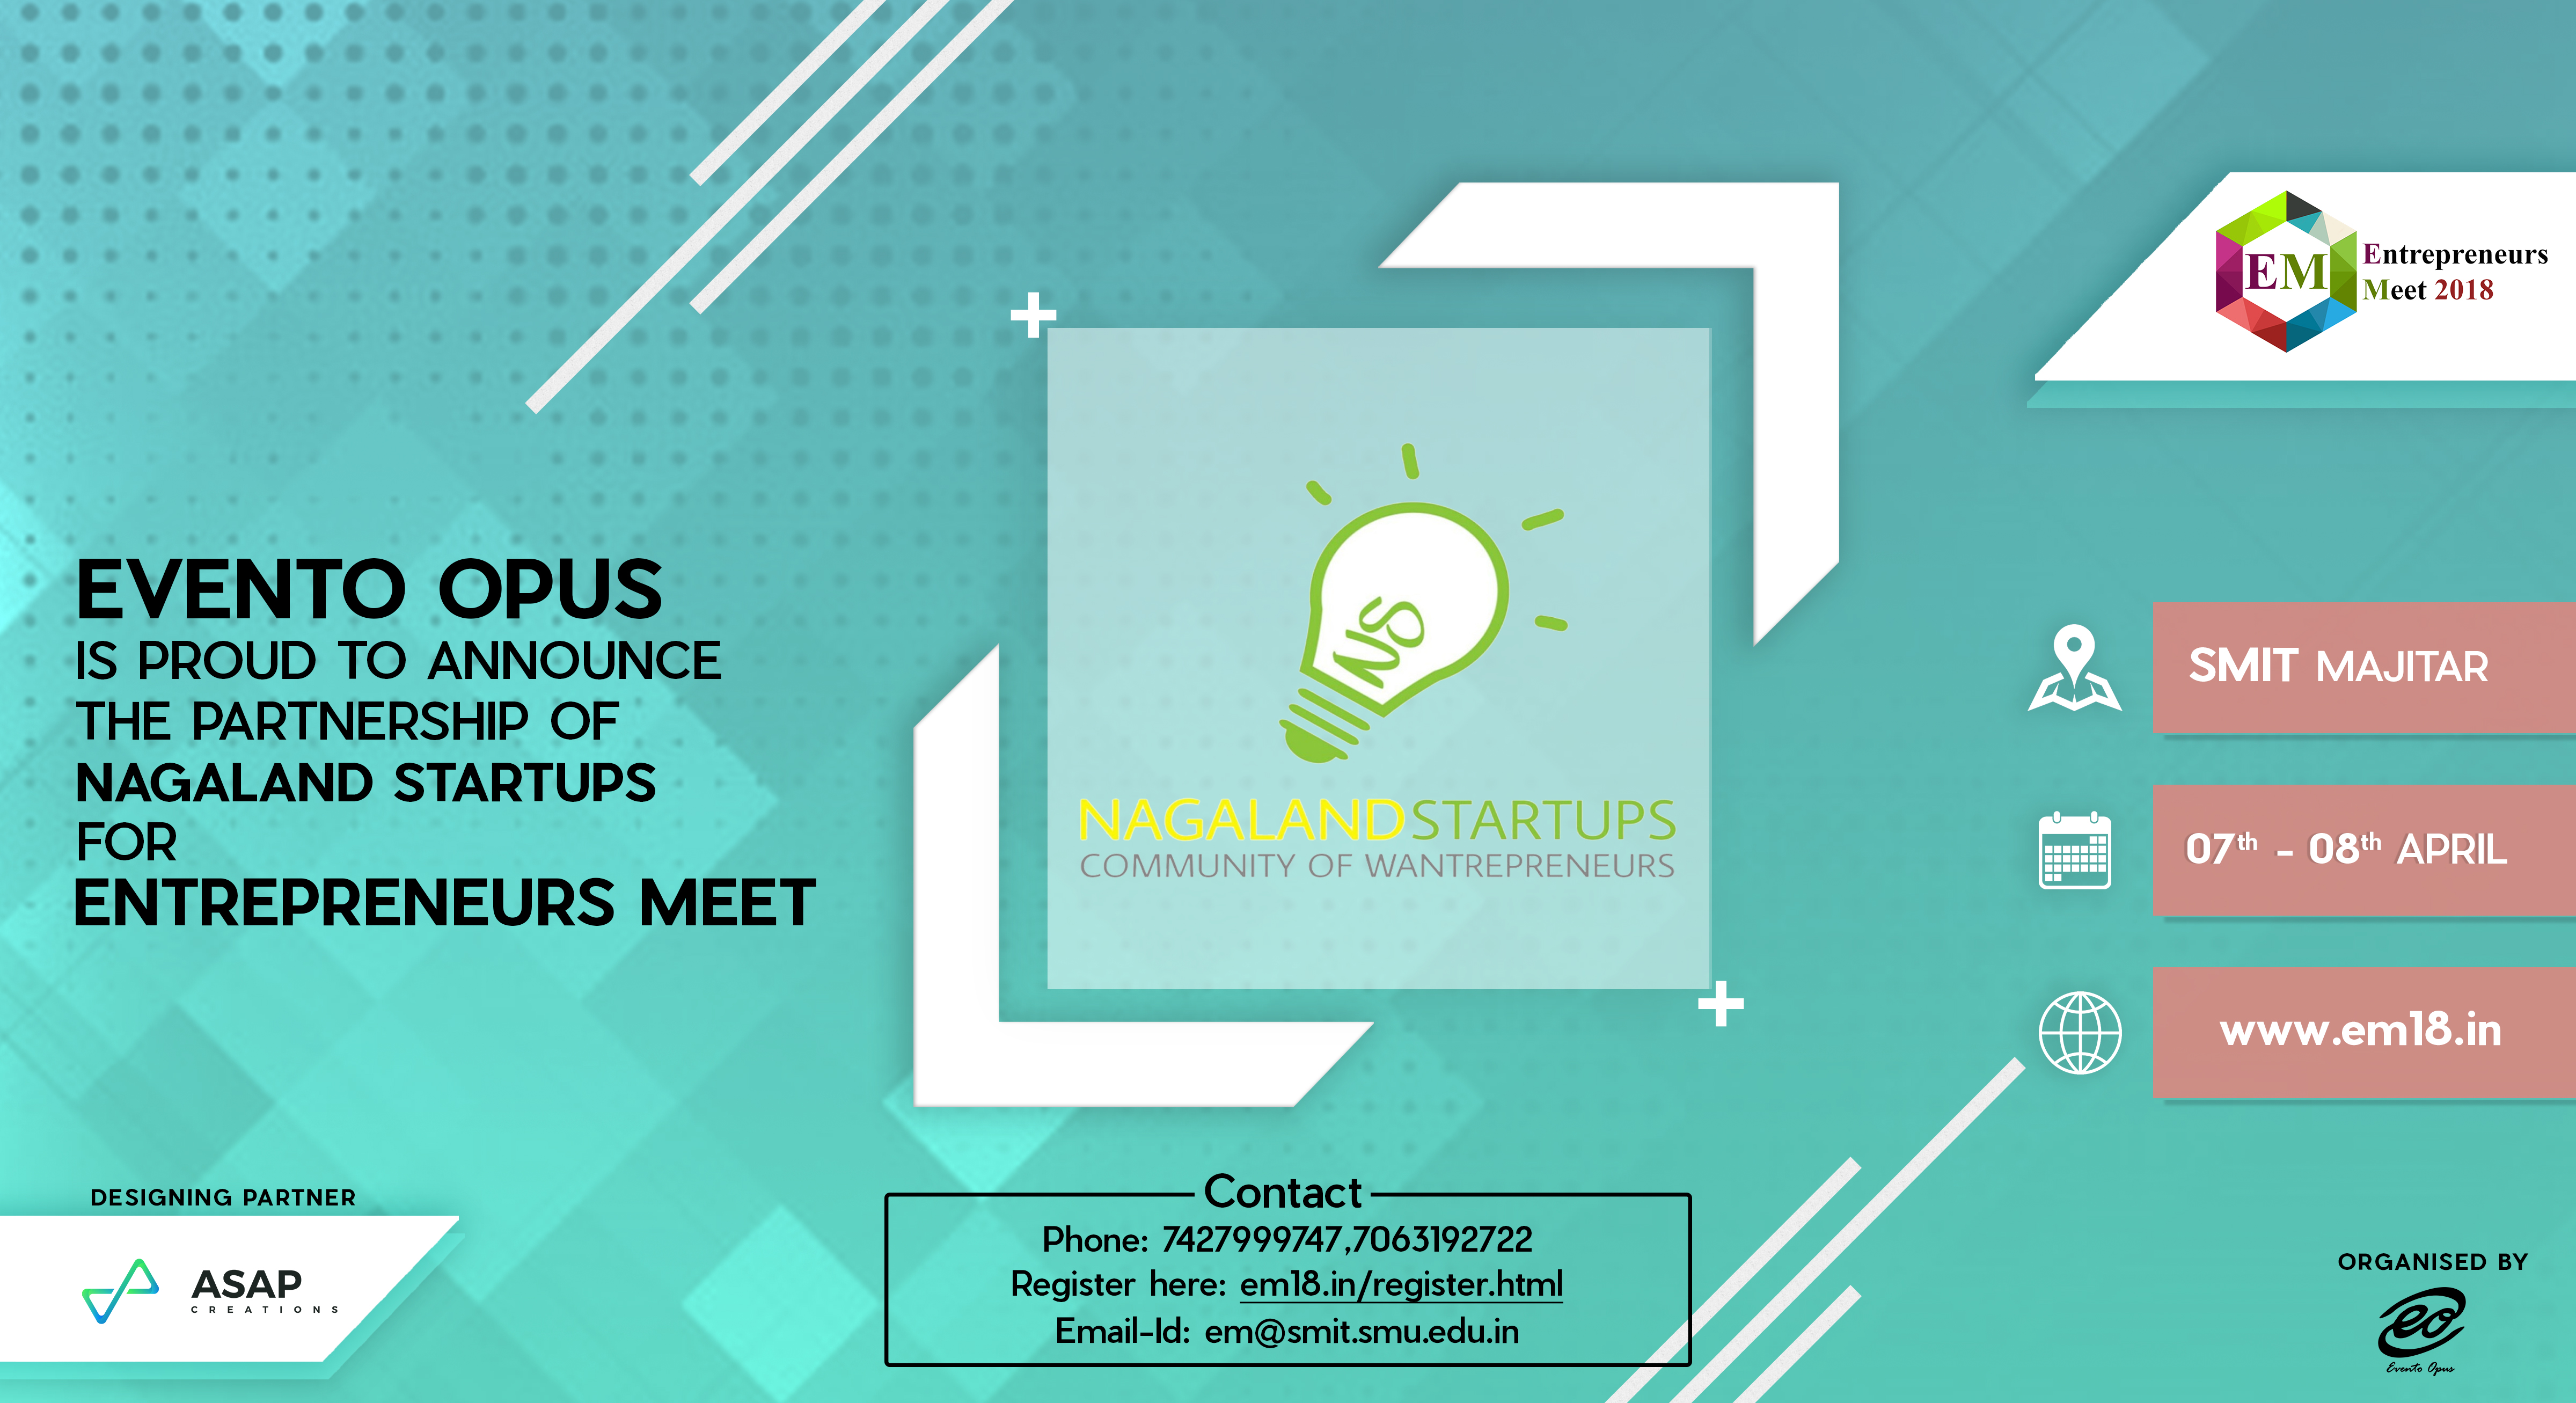 EVENTO OPUS
IS PROUD TO ANNOUNCE
THE PARTNERSHIP OF
NAGALAND STARTUPS
FOR
ENTREPRENEURS MEET
NS
NAGALANDSTARTUPS
COMMUNITY OF WANTREPRENEURS
EM
Entrepreneurs
Meet 2018
SMIT MAJITAR
07th - 08th APRIL
www.em18.in
DESIGNING PARTNER
ASAP
CREATIONS
Contact
Phone: 7427999747,7063192722
Register here: em18.in/register.html
Email-Id: em@smit.smu.edu.in
ORGANISED BY
eo
Evento Opus